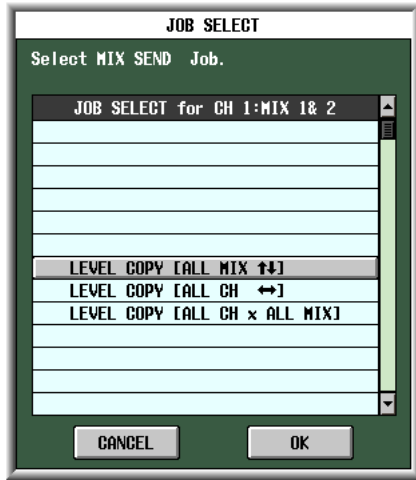 JOB SELECT
Select MIX SEND Job.
JOB SELECT for CH 1:MIX 1& 2
LEVEL COPY [ALL MIX ↑↓]
LEVEL COPY [ALL CH ↔]
LEVEL COPY [ALL CH x ALL MIX]
CANCEL OK